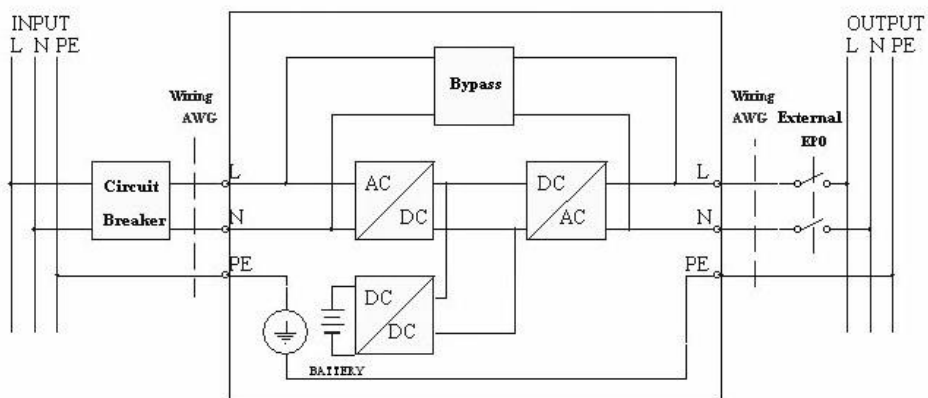 INPUT
L N PE
OUTPUT
L N PE
Wiring
AWG
Bypass
Wiring
AWG
External
EPO
Circuit
Breaker
L
N
PE
AC
DC
DC
AC
L
N
PE
DC
DC
BATTERY